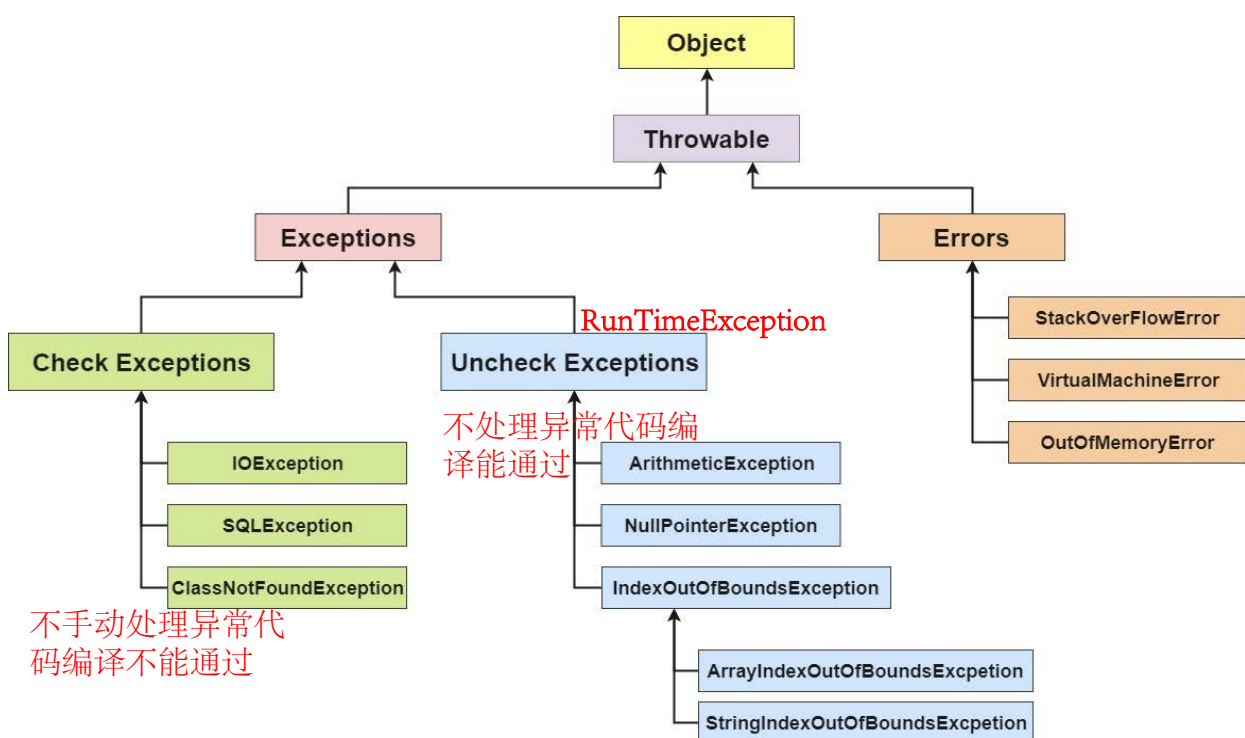 Object
Throwable
Exceptions
Errors
RunTimeException
Check Exceptions
Uncheck Exceptions
StackOverFlowError
VirtualMachineError
OutOfMemoryError
不处理异常代码编
译能通过
IOException
SQLException
ClassNotFoundException
不手动处理异常代
码编译不能通过
ArithmeticException
NullPointerException
IndexOutOfBoundsException
ArrayIndexOutOfBoundsExcpetion
StringIndexOutOfBoundsExcpetion